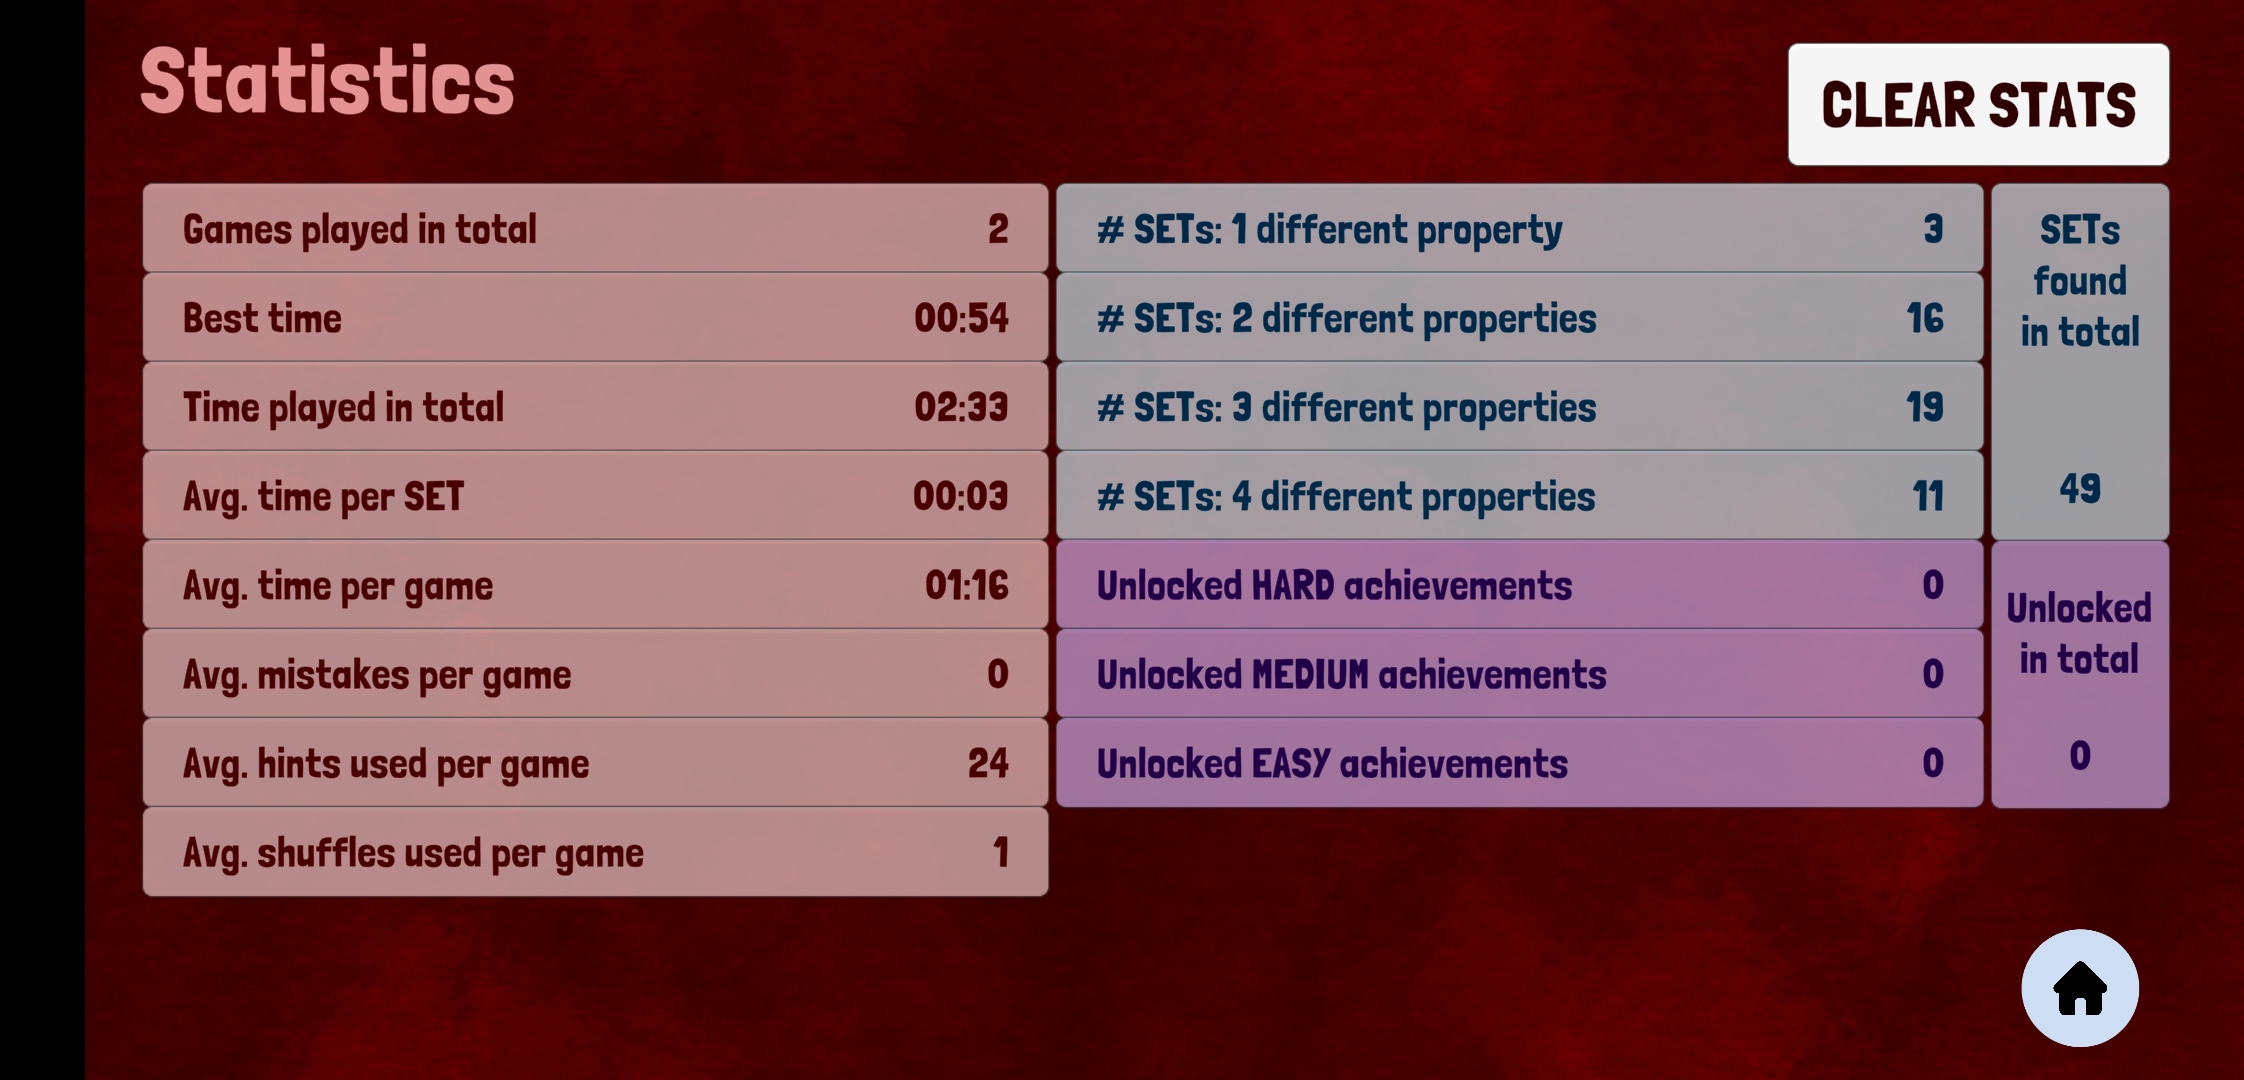 Statistics
CLEAR STATS
Games played in total 2
Best time 00:54
Time played in total 02:33
Avg. time per SET 00:03
Avg. time per game 01:16
Avg. mistakes per game 0
Avg. hints used per game 24
Avg. shuffles used per game 1
# SETs: 1 different property 3
# SETs: 2 different properties 16
# SETs: 3 different properties 19
# SETs: 4 different properties 11
Unlocked HARD achievements 0
Unlocked MEDIUM achievements 0
Unlocked EASY achievements 0
SETs
found
in total
49
Unlocked
in total
0